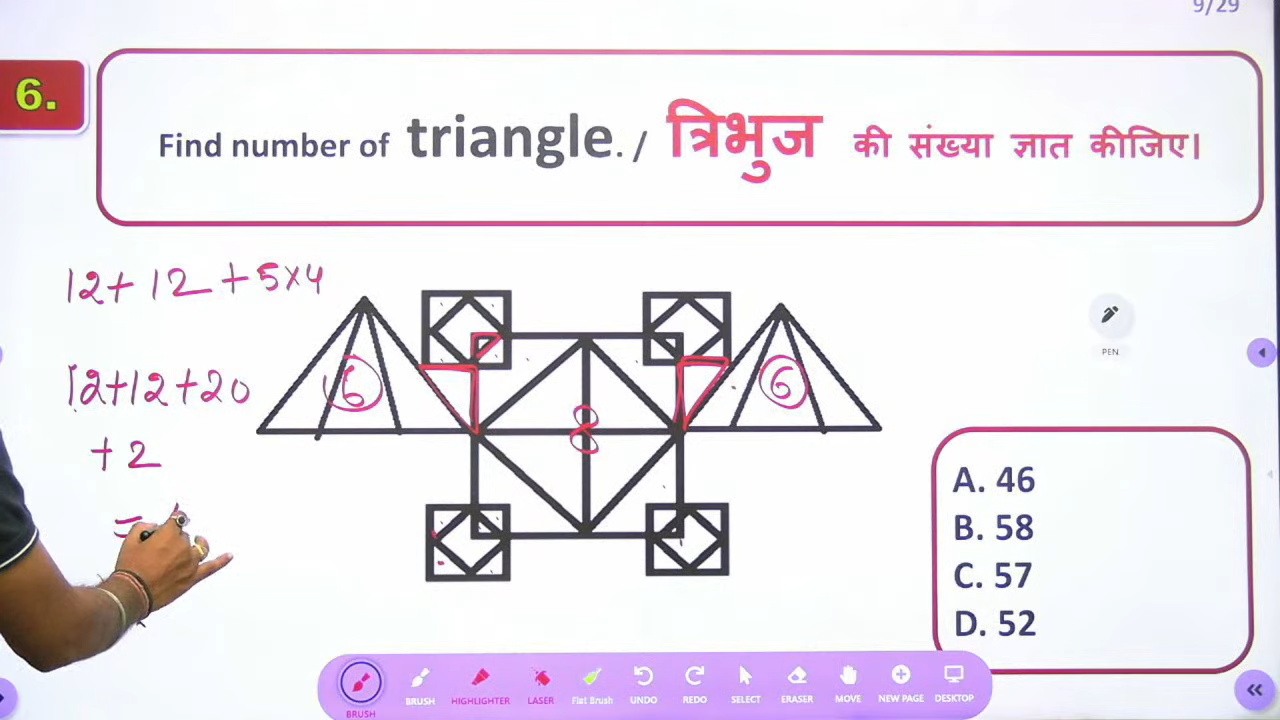 9/29
6.
Find number of triangle. / त्रिभुज की संख्या ज्ञात कीजिए।
12+ 12 + 5×4
12+12+20
+ 2
=
6
8
6
PEN
A. 46
B. 58
C. 57
D. 52
BRUSH
BRUSH
HIGHLIGHTER
LASER
Flat Brush
UNDO
REDO
SELECT
ERASER
MOVE
NEW PAGE
DESKTOP